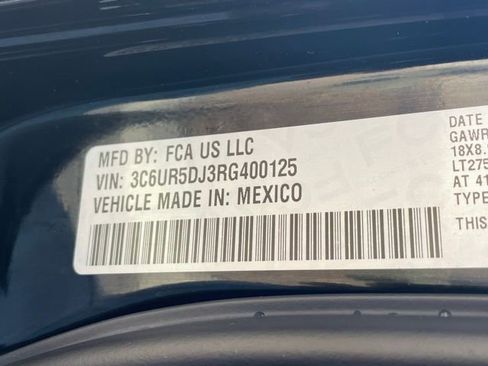 MFD BY: FCA US LLC
VIN: 3C6UR5DJ3RG400125
VEHICLE MADE IN: MEXICO
DATE
GAWR
18X8.
LT275
AT 41
TYPE
THIS